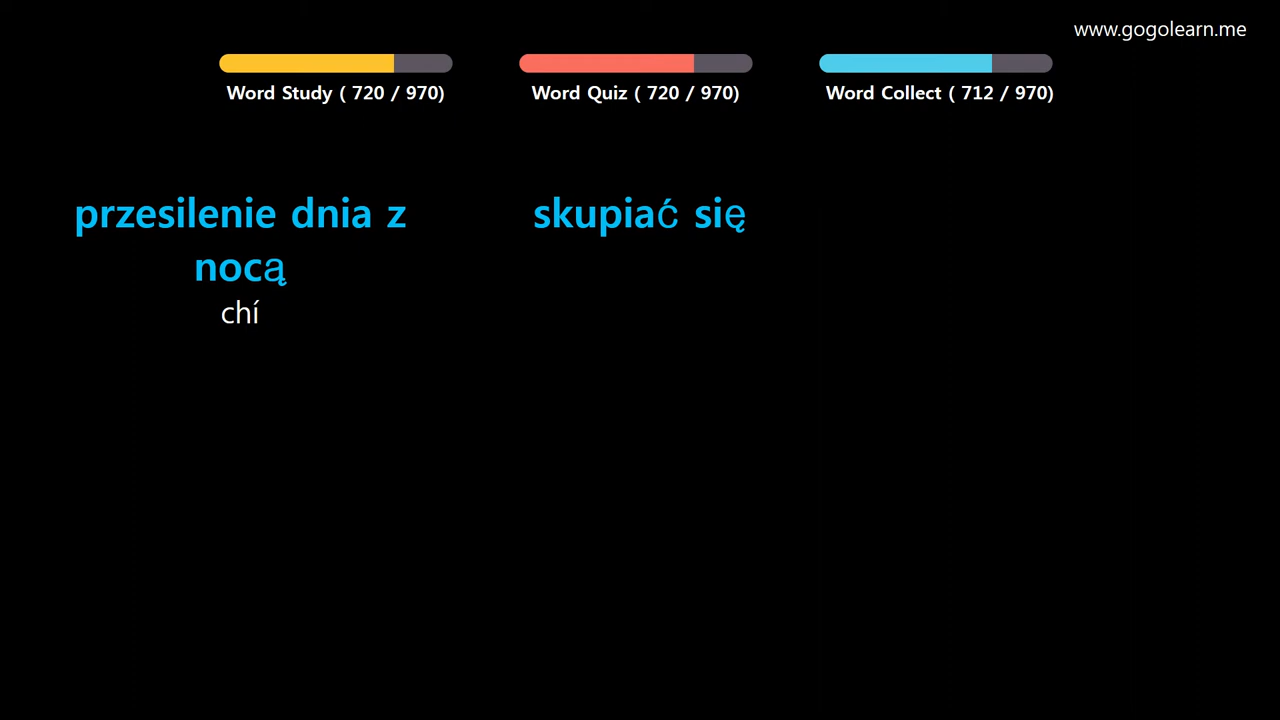 www.gogolearn.me
Word Study ( 720 / 970)
Word Quiz ( 720 / 970)
Word Collect ( 712 / 970)
przesilenie dnia z
nocą
chí
skupiać się